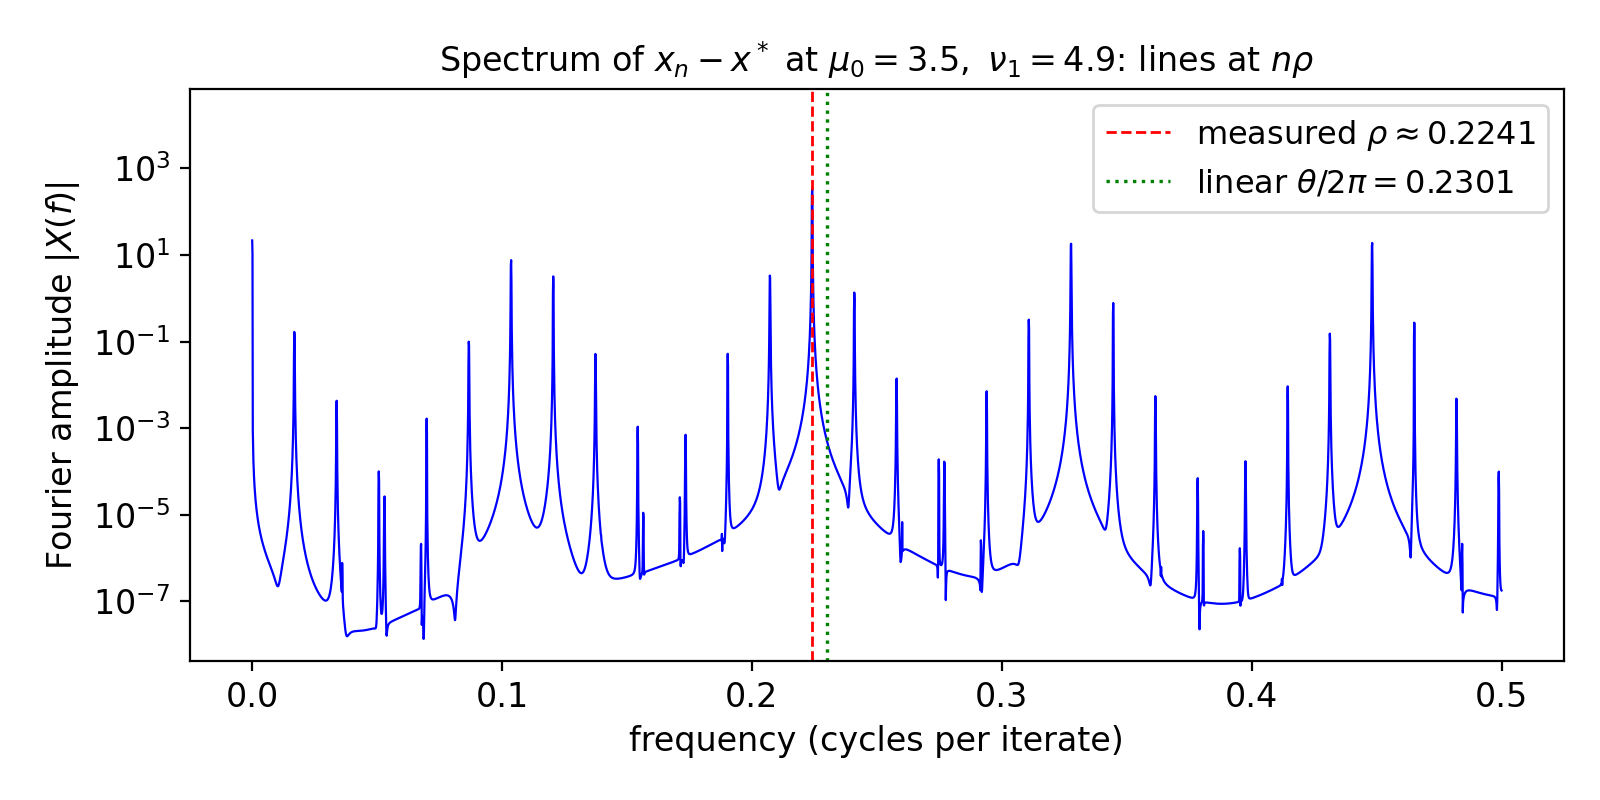 Spectrum of $x_n - x^*$ at $\mu_0 = 3.5,\ \nu_1 = 4.9$: lines at $n\rho$
measured $\rho \approx 0.2241$
linear $\theta/2\pi = 0.2301$
Fourier amplitude $|X(f)|$
$10^3$
$10^1$
$10^{-1}$
$10^{-3}$
$10^{-5}$
$10^{-7}$
0.0 0.1 0.2 0.3 0.4 0.5
frequency (cycles per iterate)